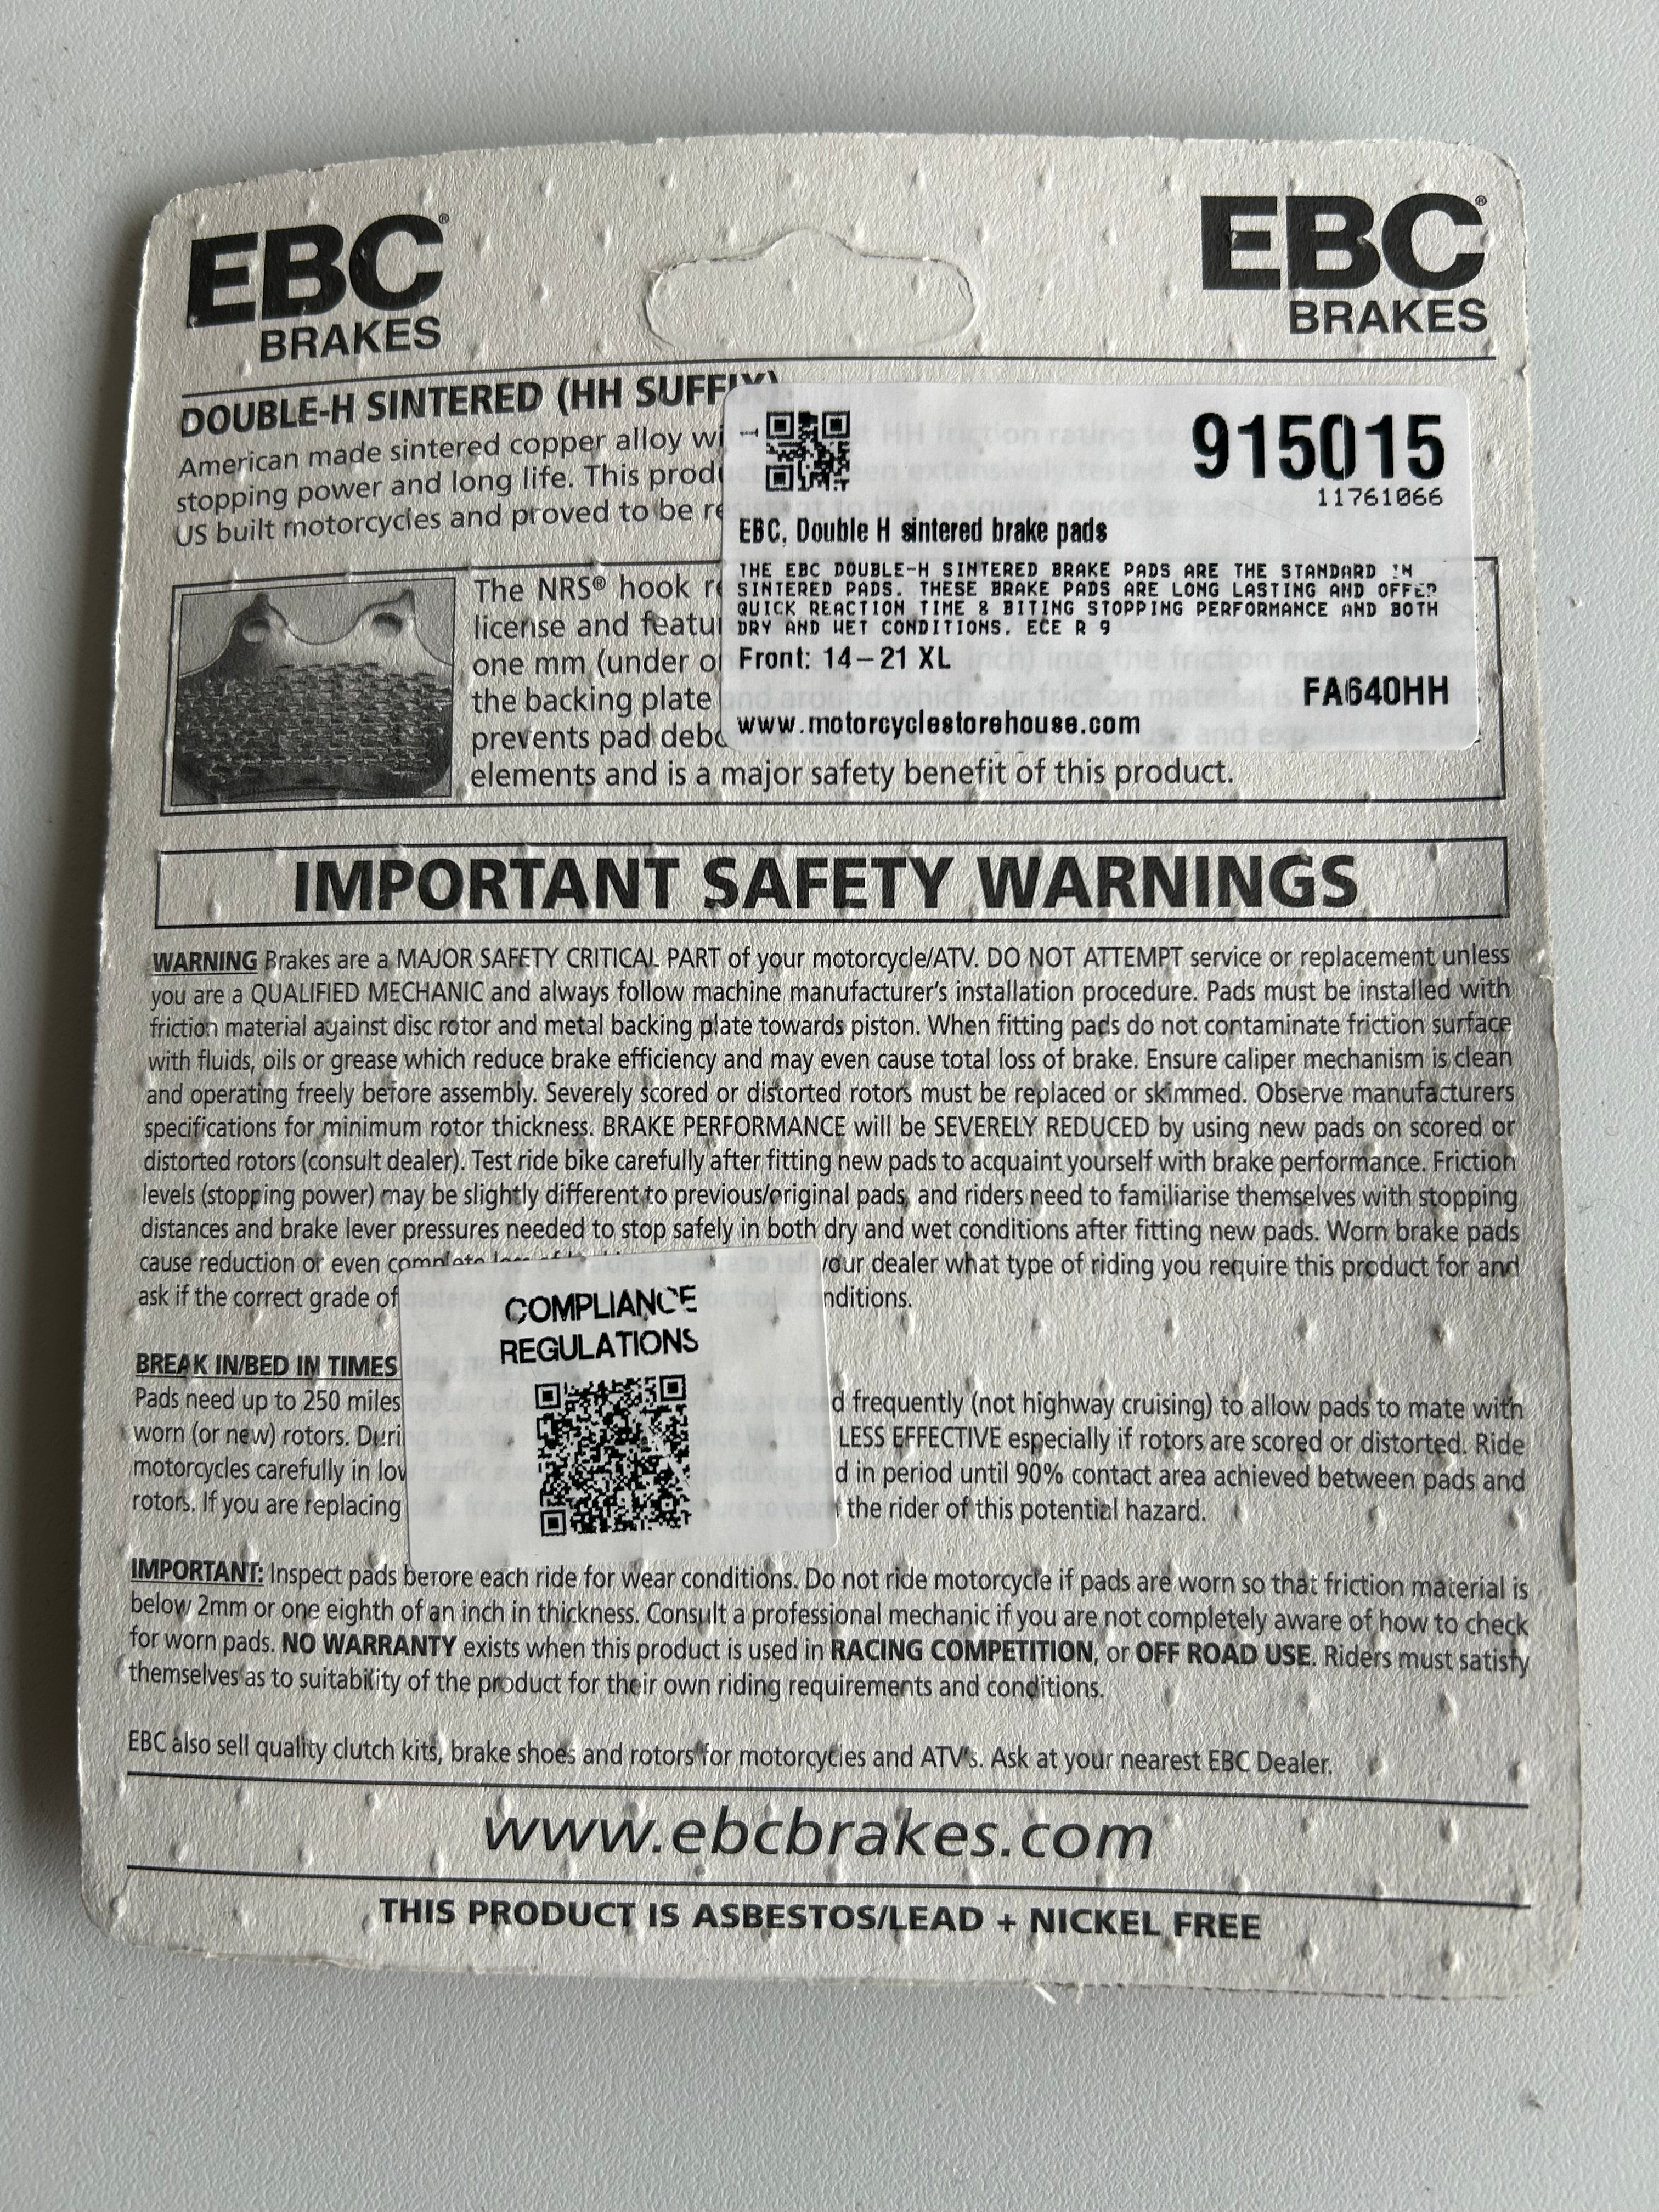 EBC®
BRAKES
EBC®
BRAKES
DOUBLE-H SINTERED (HH SUFFIX)
American made sintered copper alloy wi
stopping power and long life. This produ
US built motorcycles and proved to be re
915015
11761066
EBC, Double H sintered brake pads
THE EBC DOUBLE-H SINTERED BRAKE PADS ARE THE STANDARD IN
SINTERED PADS. THESE BRAKE PADS ARE LONG LASTING AND OFFER
QUICK REACTION TIME & BITING STOPPING PERFORMANCE AND BOTH
DRY AND WET CONDITIONS. ECE R 9
Front: 14-21 XL
FA640HH
www.motorcyclestorehouse.com
The NRS® hook re
license and featu
one mm (under o
the backing plate
prevents pad debo
elements and is a major safety benefit of this product.
IMPORTANT SAFETY WARNINGS
WARNING Brakes are a MAJOR SAFETY CRITICAL PART of your motorcycle/ATV. DO NOT ATTEMPT service or replacement unless
you are a QUALIFIED MECHANIC and always follow machine manufacturer's installation procedure. Pads must be installed with
friction material against disc rotor and metal backing plate towards piston. When fitting pads do not contaminate friction surface
with fluids, oils or grease which reduce brake efficiency and may even cause total loss of brake. Ensure caliper mechanism is clean
and operating freely before assembly. Severely scored or distorted rotors must be replaced or skimmed. Observe manufacturers
specifications for minimum rotor thickness. BRAKE PERFORMANCE will be SEVERELY REDUCED by using new pads on scored or
distorted rotors (consult dealer). Test ride bike carefully after fitting new pads to acquaint yourself with brake performance. Friction
levels (stopping power) may be slightly different to previous/original pads, and riders need to familiarise themselves with stopping
distances and brake lever pressures needed to stop safely in both dry and wet conditions after fitting new pads. Worn brake pads
cause reduction or even complete loss of your dealer what type of riding you require this product for and
ask if the correct grade of nditions.
COMPLIANCE
REGULATIONS
BREAK IN/BED IN TIMES
Pads need up to 250 miles d frequently (not highway cruising) to allow pads to mate with
worn (or new) rotors. Duri LESS EFFECTIVE especially if rotors are scored or distorted. Ride
motorcycles carefully in low d in period until 90% contact area achieved between pads and
rotors. If you are replacing the rider of this potential hazard.
IMPORTANT: Inspect pads before each ride for wear conditions. Do not ride motorcycle if pads are worn so that friction material is
below 2mm or one eighth of an inch in thickness. Consult a professional mechanic if you are not completely aware of how to check
for worn pads. NO WARRANTY exists when this product is used in RACING COMPETITION, or OFF ROAD USE. Riders must satisfy
themselves as to suitability of the product for their own riding requirements and conditions.
EBC also sell quality clutch kits, brake shoes and rotors for motorcycles and ATV's. Ask at your nearest EBC Dealer.
www.ebcbrakes.com
THIS PRODUCT IS ASBESTOS/LEAD + NICKEL FREE